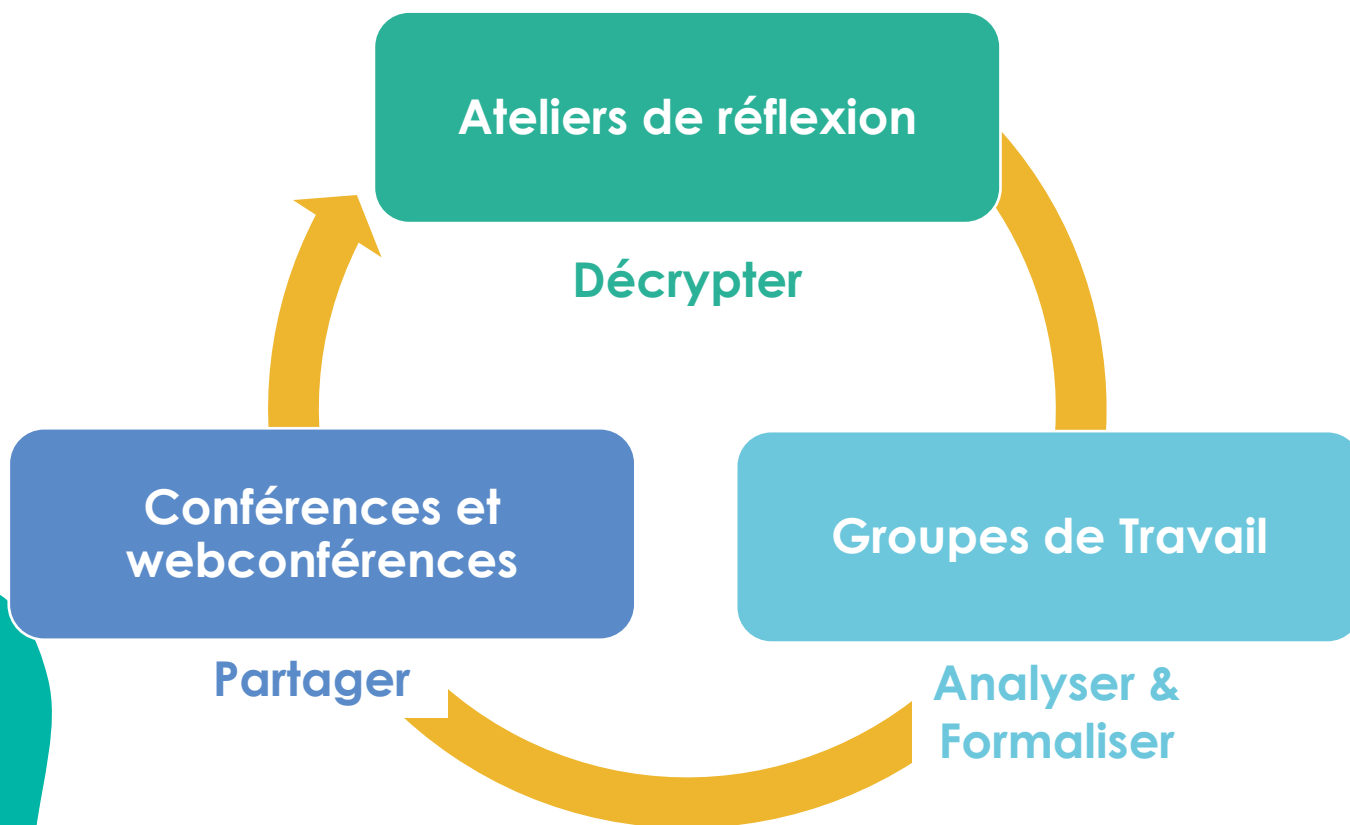 Ateliers de réflexion
Décrypter
Conférences et
webconférences
Partager
Groupes de Travail
Analyser &
Formaliser